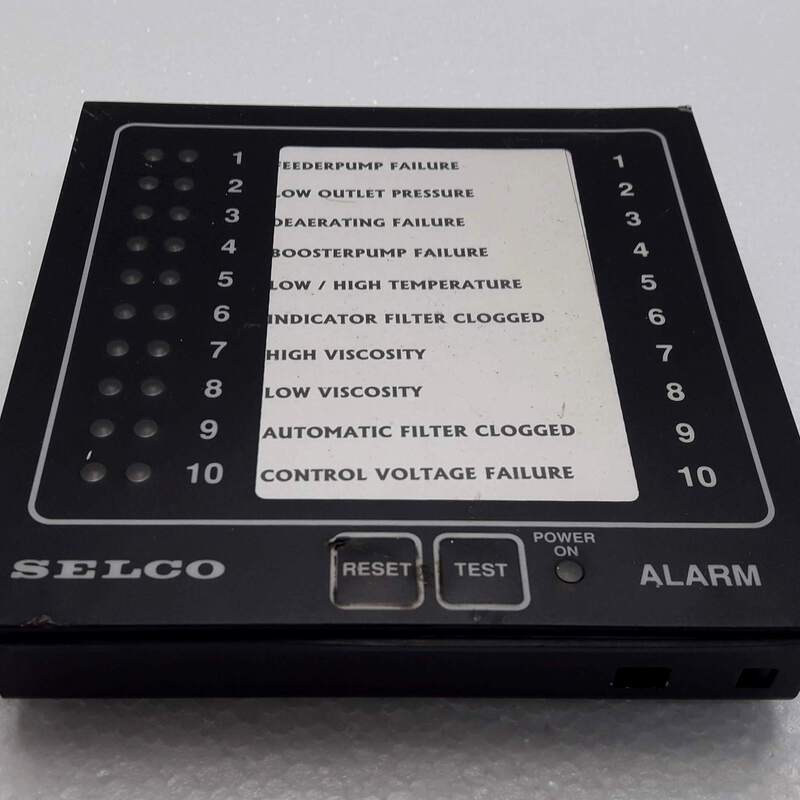 1 FEEDERPUMP FAILURE 1
2 LOW OUTLET PRESSURE 2
3 DEAERATING FAILURE 3
4 BOOSTERPUMP FAILURE 4
5 LOW / HIGH TEMPERATURE 5
6 INDICATOR FILTER CLOGGED 6
7 HIGH VISCOSITY 7
8 LOW VISCOSITY 8
9 AUTOMATIC FILTER CLOGGED 9
10 CONTROL VOLTAGE FAILURE 10
POWER
ON
SELCO RESET TEST ALARM